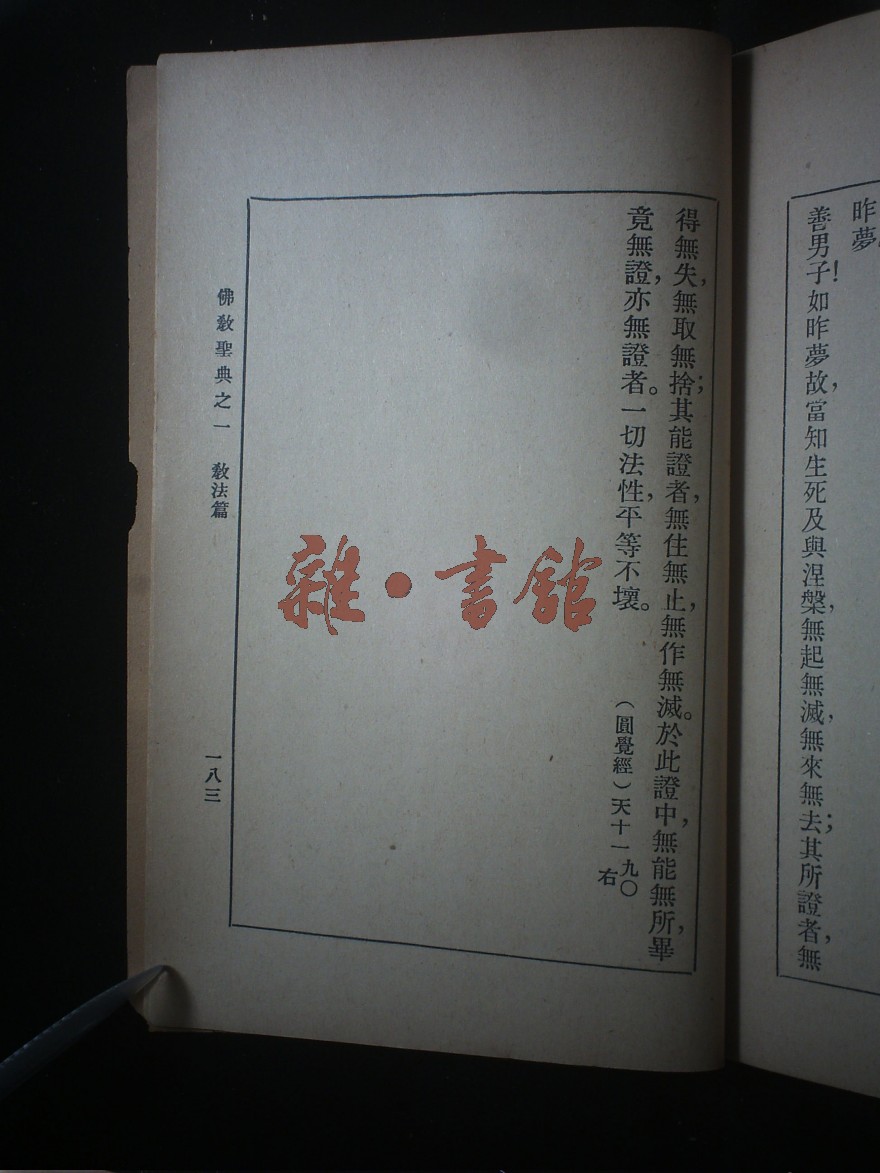 昨夢
善男子！如昨夢故，當知生死及與涅槃，無起無滅，無來無去；其所證者，無
得無失，無取無捨；其能證者，無住無止，無作無滅。於此證中，無能無所，畢
竟無證，亦無證者。一切法性，平等不壞。
（圓覺經）天十一九〇右
佛教聖典之一　教法篇
一八三
雜·書館